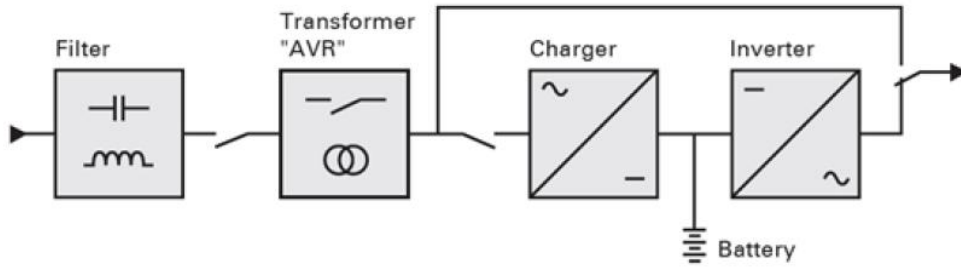 Filter
Transformer
"AVR"
Charger
Inverter
Battery